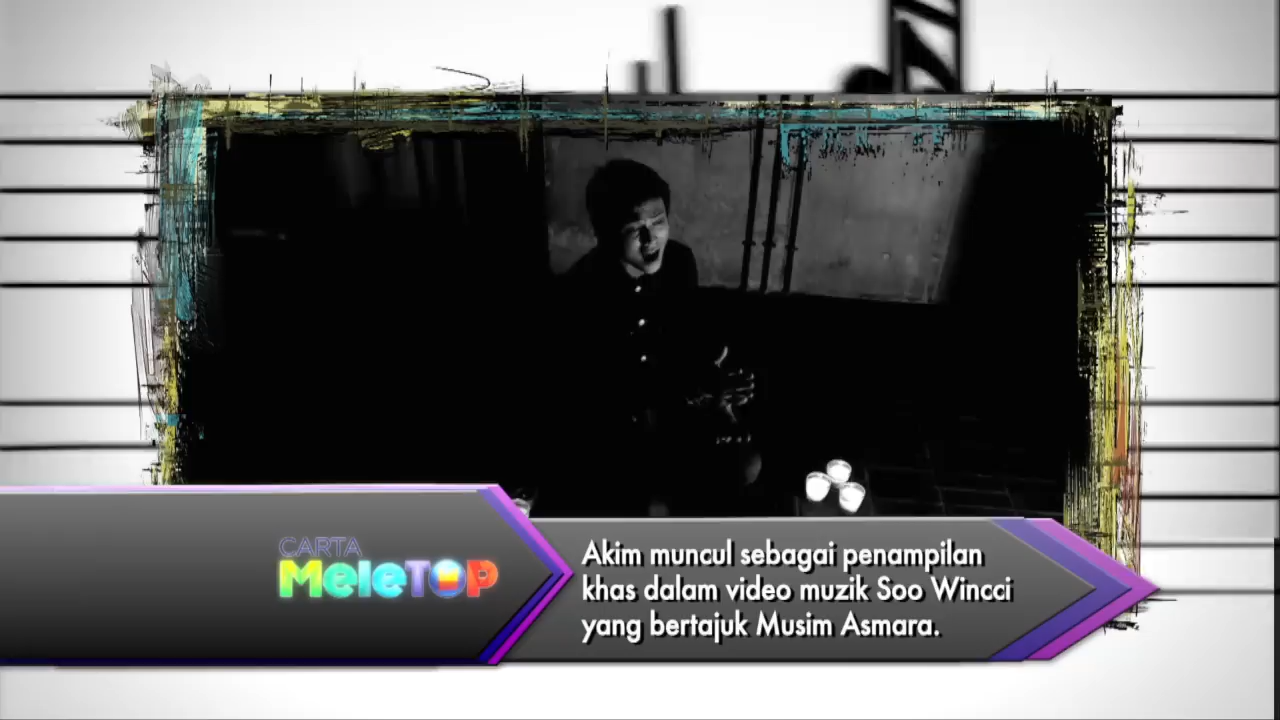 CARTA
MeleTOP
Akim muncul sebagai penampilan
khas dalam video muzik Soo Wincci
yang bertajuk Musim Asmara.